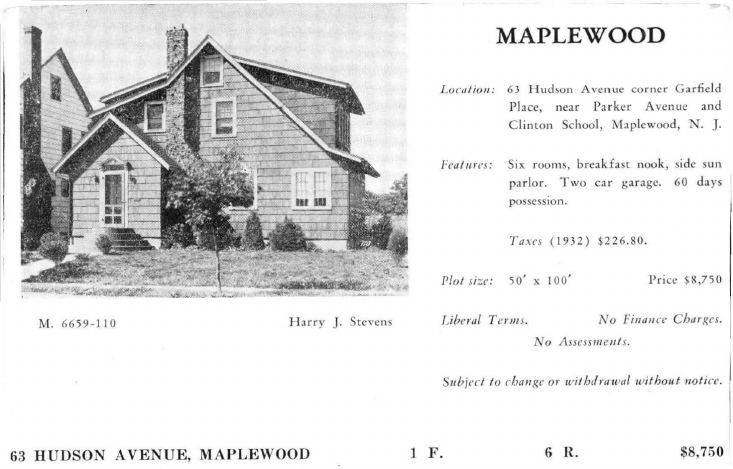 MAPLEWOOD
Location: 63 Hudson Avenue corner Garfield
Place, near Parker Avenue and
Clinton School, Maplewood, N. J.
Features: Six rooms, breakfast nook, side sun
parlor. Two car garage. 60 days
possession.
Taxes (1932) $226.80.
Plot size: 50′ x 100′ Price $8,750
Liberal Terms. No Finance Charges.
No Assessments.
Subject to change or withdrawal without notice.
M. 6659-110 Harry J. Stevens
63 HUDSON AVENUE, MAPLEWOOD 1 F. 6 R. $8,750